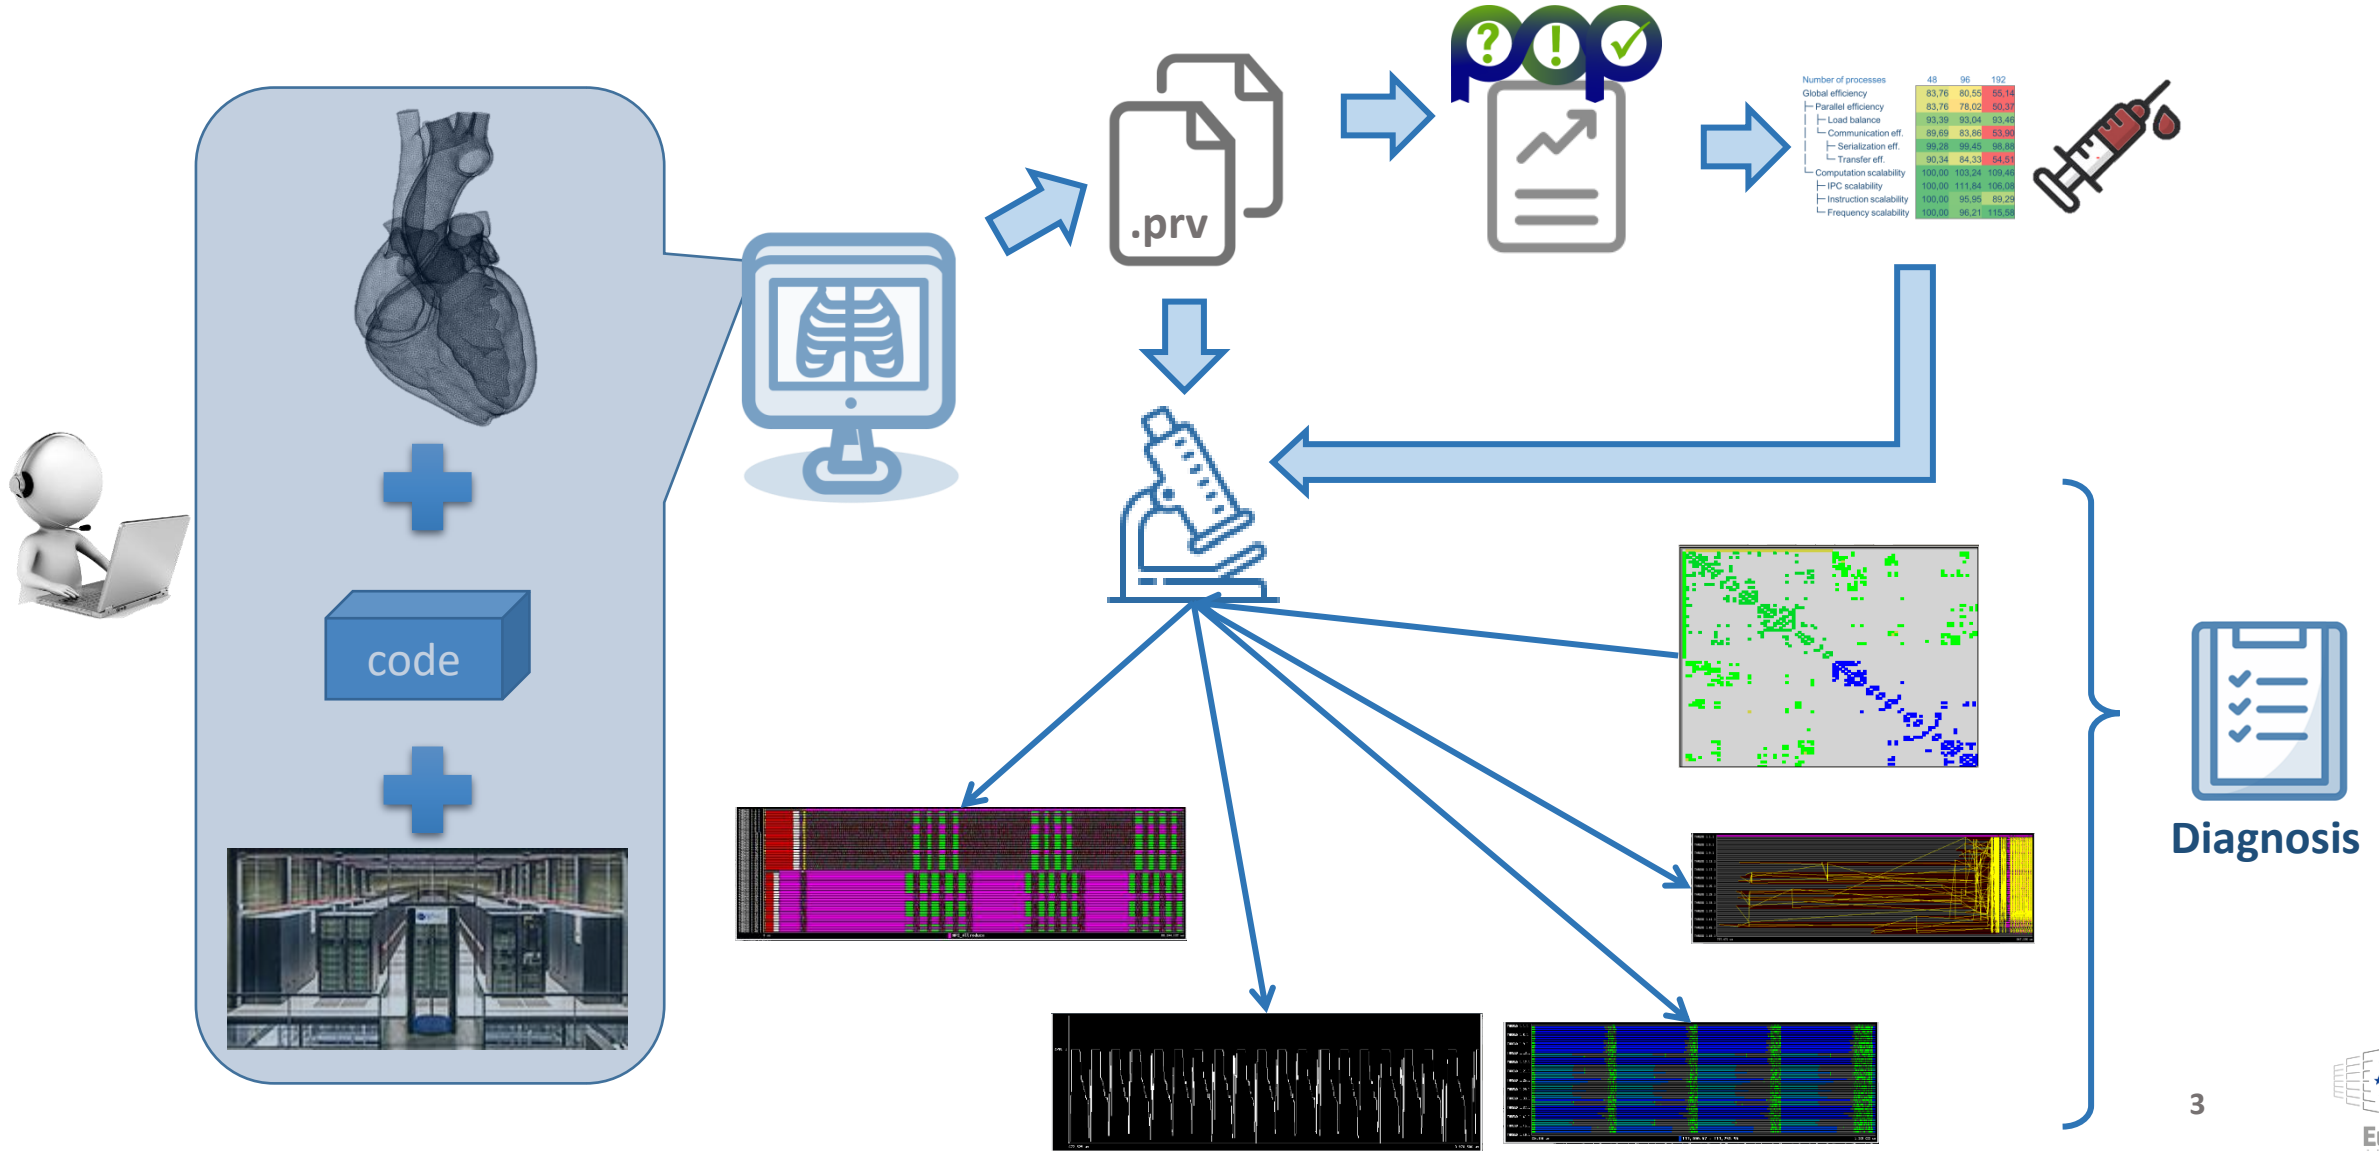 pop
Number of processes 48 96 192
Global efficiency 83,76 80,55 55,14
Parallel efficiency 83,76 78,02 50,37
Load balance 93,39 93,04 93,46
Communication eff. 89,69 83,86 53,90
Serialization eff. 99,28 99,45 98,88
Transfer eff. 90,34 84,33 54,51
Computation scalability 100,00 103,24 109,46
IPC scalability 100,00 111,84 106,08
Instruction scalability 100,00 95,95 89,29
Frequency scalability 100,00 96,21 115,58
.prv
code
Diagnosis
3